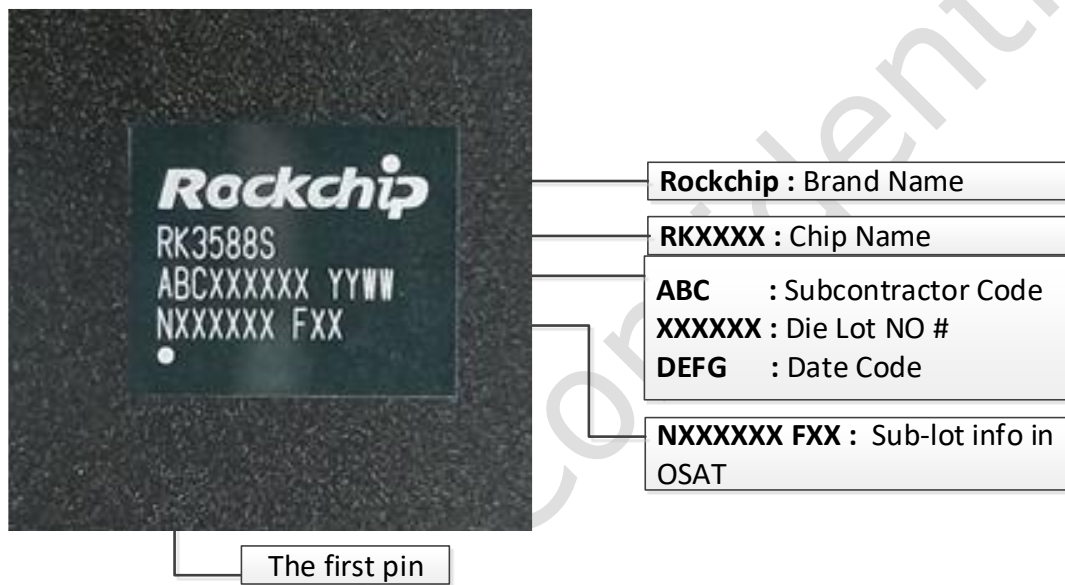 Rockchip
RK3588S
ABCXXXXXX YYWW
NXXXXXX FXX
Rockchip : Brand Name
RKXXXX : Chip Name
ABC : Subcontractor Code
XXXXXX : Die Lot NO #
DEFG : Date Code
NXXXXXX FXX : Sub-lot info in
OSAT
The first pin